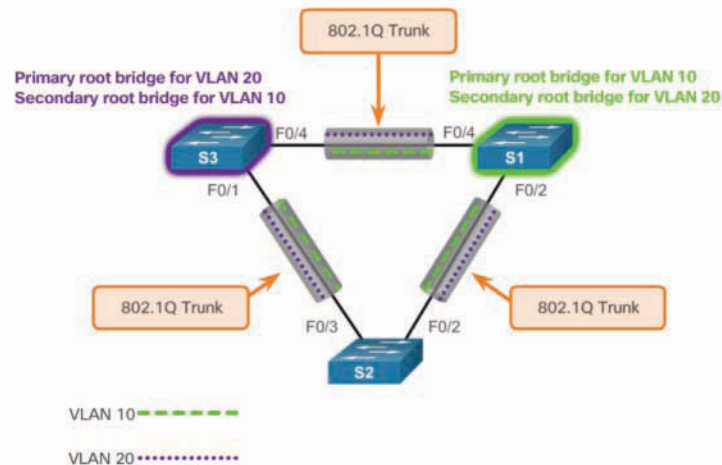 802.1Q Trunk
Primary root bridge for VLAN 20
Secondary root bridge for VLAN 10
Primary root bridge for VLAN 10
Secondary root bridge for VLAN 20
F0/4
F0/4
S3
S1
F0/1
F0/2
802.1Q Trunk
802.1Q Trunk
F0/3
F0/2
S2
VLAN 10
VLAN 20